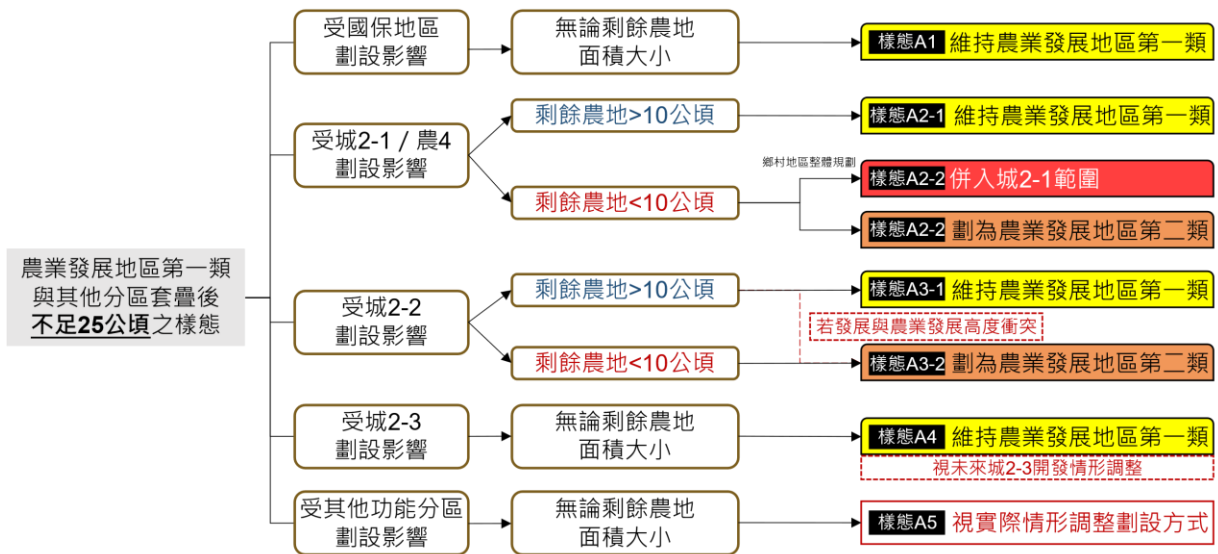 農業發展地區第一類
與其他分區套疊後
不足25公頃之樣態
受國保地區
劃設影響
無論剩餘農地
面積大小
樣態A1 維持農業發展地區第一類
受城2-1 / 農4
劃設影響
剩餘農地>10公頃
樣態A2-1 維持農業發展地區第一類
剩餘農地<10公頃
鄉村地區整體規劃
樣態A2-2 併入城2-1範圍
樣態A2-2 劃為農業發展地區第二類
受城2-2
劃設影響
剩餘農地>10公頃
樣態A3-1 維持農業發展地區第一類
若發展與農業發展高度衝突
剩餘農地<10公頃
樣態A3-2 劃為農業發展地區第二類
受城2-3
劃設影響
無論剩餘農地
面積大小
樣態A4 維持農業發展地區第一類
視未來城2-3開發情形調整
受其他功能分區
劃設影響
無論剩餘農地
面積大小
樣態A5 視實際情形調整劃設方式